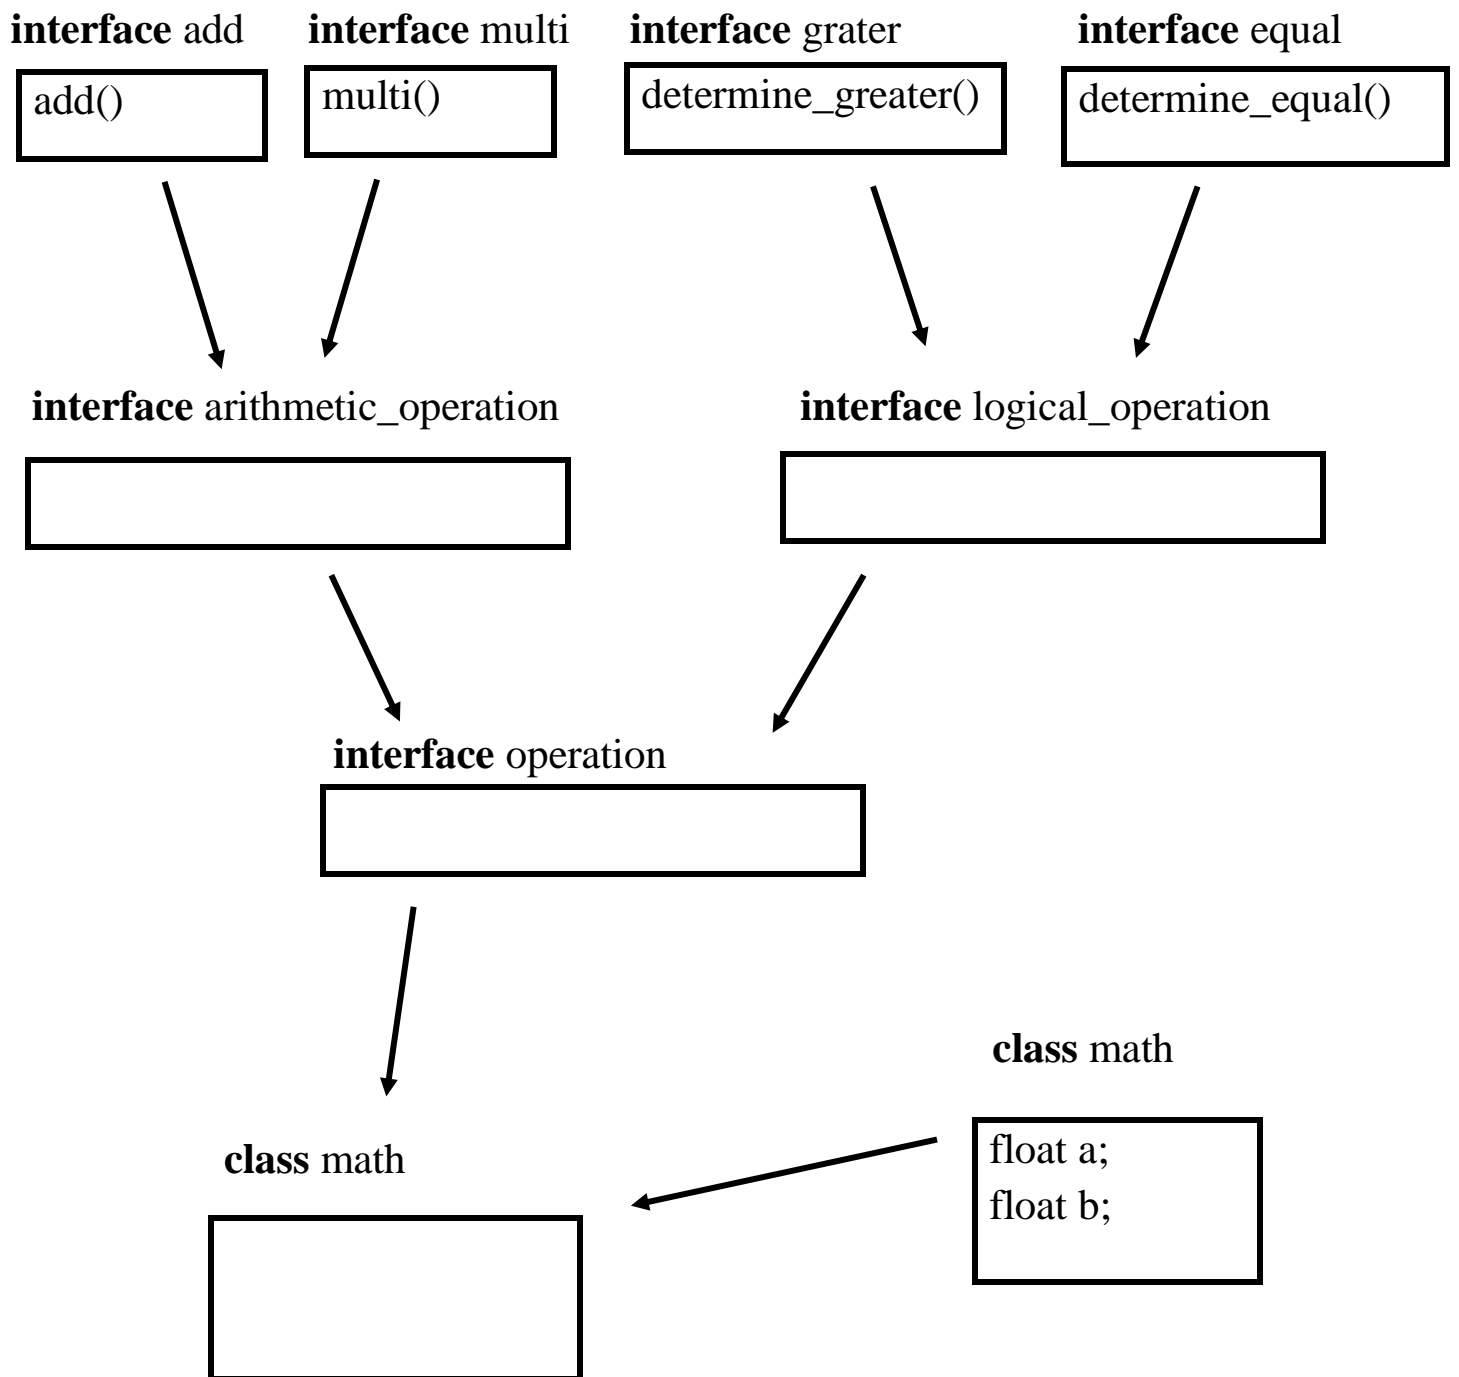 interface add
interface multi
interface grater
interface equal
add()
multi()
determine_greater()
determine_equal()
interface arithmetic_operation
interface logical_operation
interface operation
class math
float a;
float b;
class math